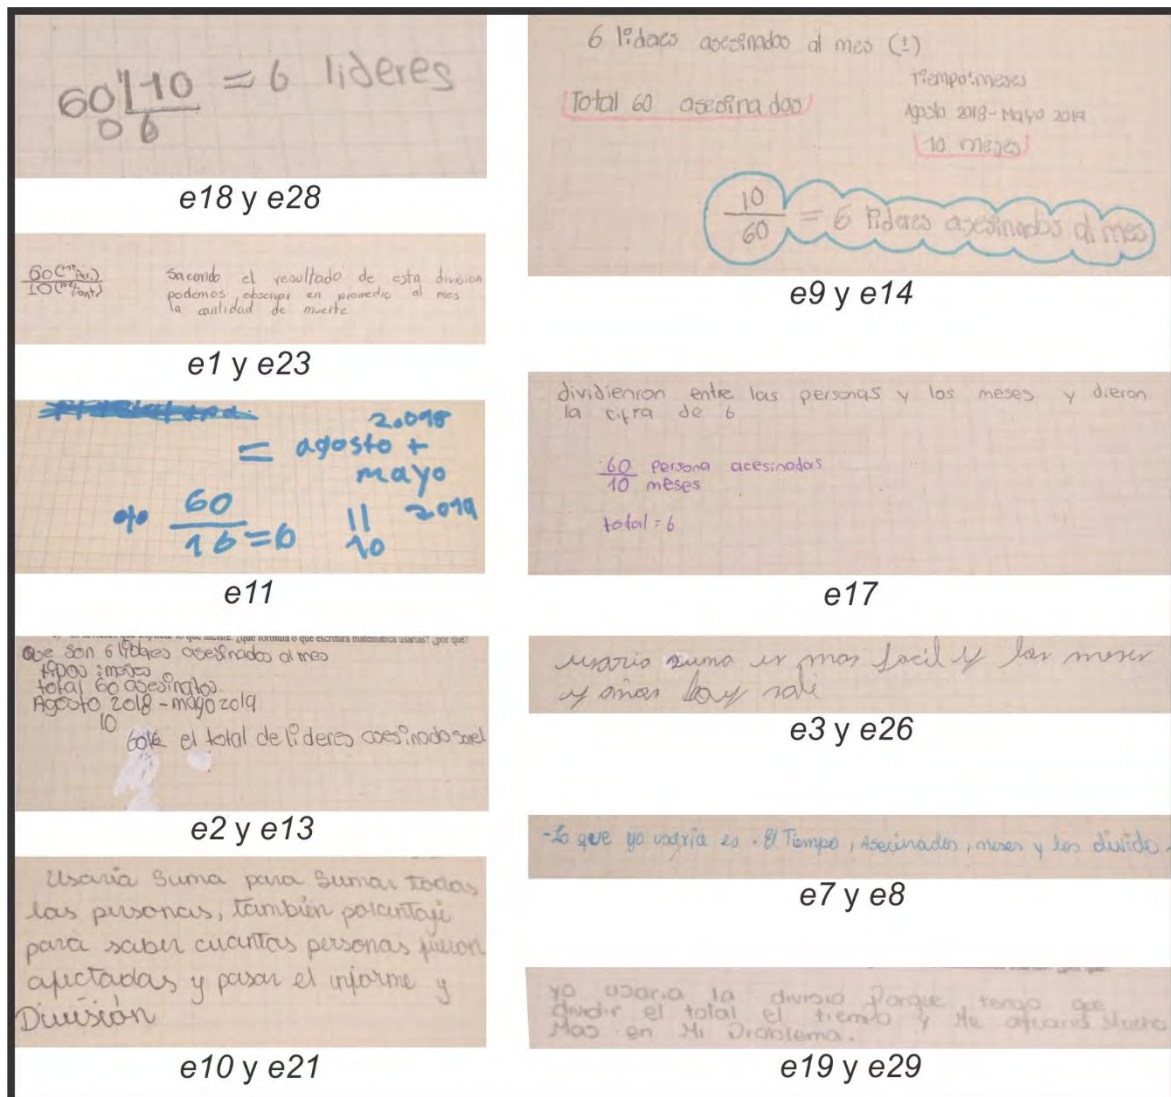 60 10 = 6 lideres
0 6
e18 y e28
60
10
Sacando el resultado de esta division
podemos observar en promedio al mes
la cantidad de muerte
e1 y e23
2.018
= agosto +
mayo
% 60 = 6 || 2.019
16 10
e11
que son 6 lideres asesinados al mes
total 60 asesinatos
Agosto 2018 - mayo 2019
10
el total de lideres
e2 y e13
Usaria Suma para Sumar todas
las personas, también porcentaje
para saber cuantas personas fueron
afectadas y pasar el informe y
División
e10 y e21
6 lideres asesinados al mes (±)
Tiempo: meses
Total 60 asesinados
Agosto 2018 - Mayo 2019
10 meses
10 = 6 lideres asesinados al mes
60
e9 y e14
dividienron entre las personas y los meses y dieron
la cifra de 6
60 Persona acesinadas
10 meses
total = 6
e17
usario suma es mas facil y los meses
y años
e3 y e26
-Lo que yo usaria es . El Tiempo, Asecinados, meses y los divido.
e7 y e8
yo usaria la divisio Porque tengo que
dividir el total el tiempo y Me
Mas en Mi Problema.
e19 y e29